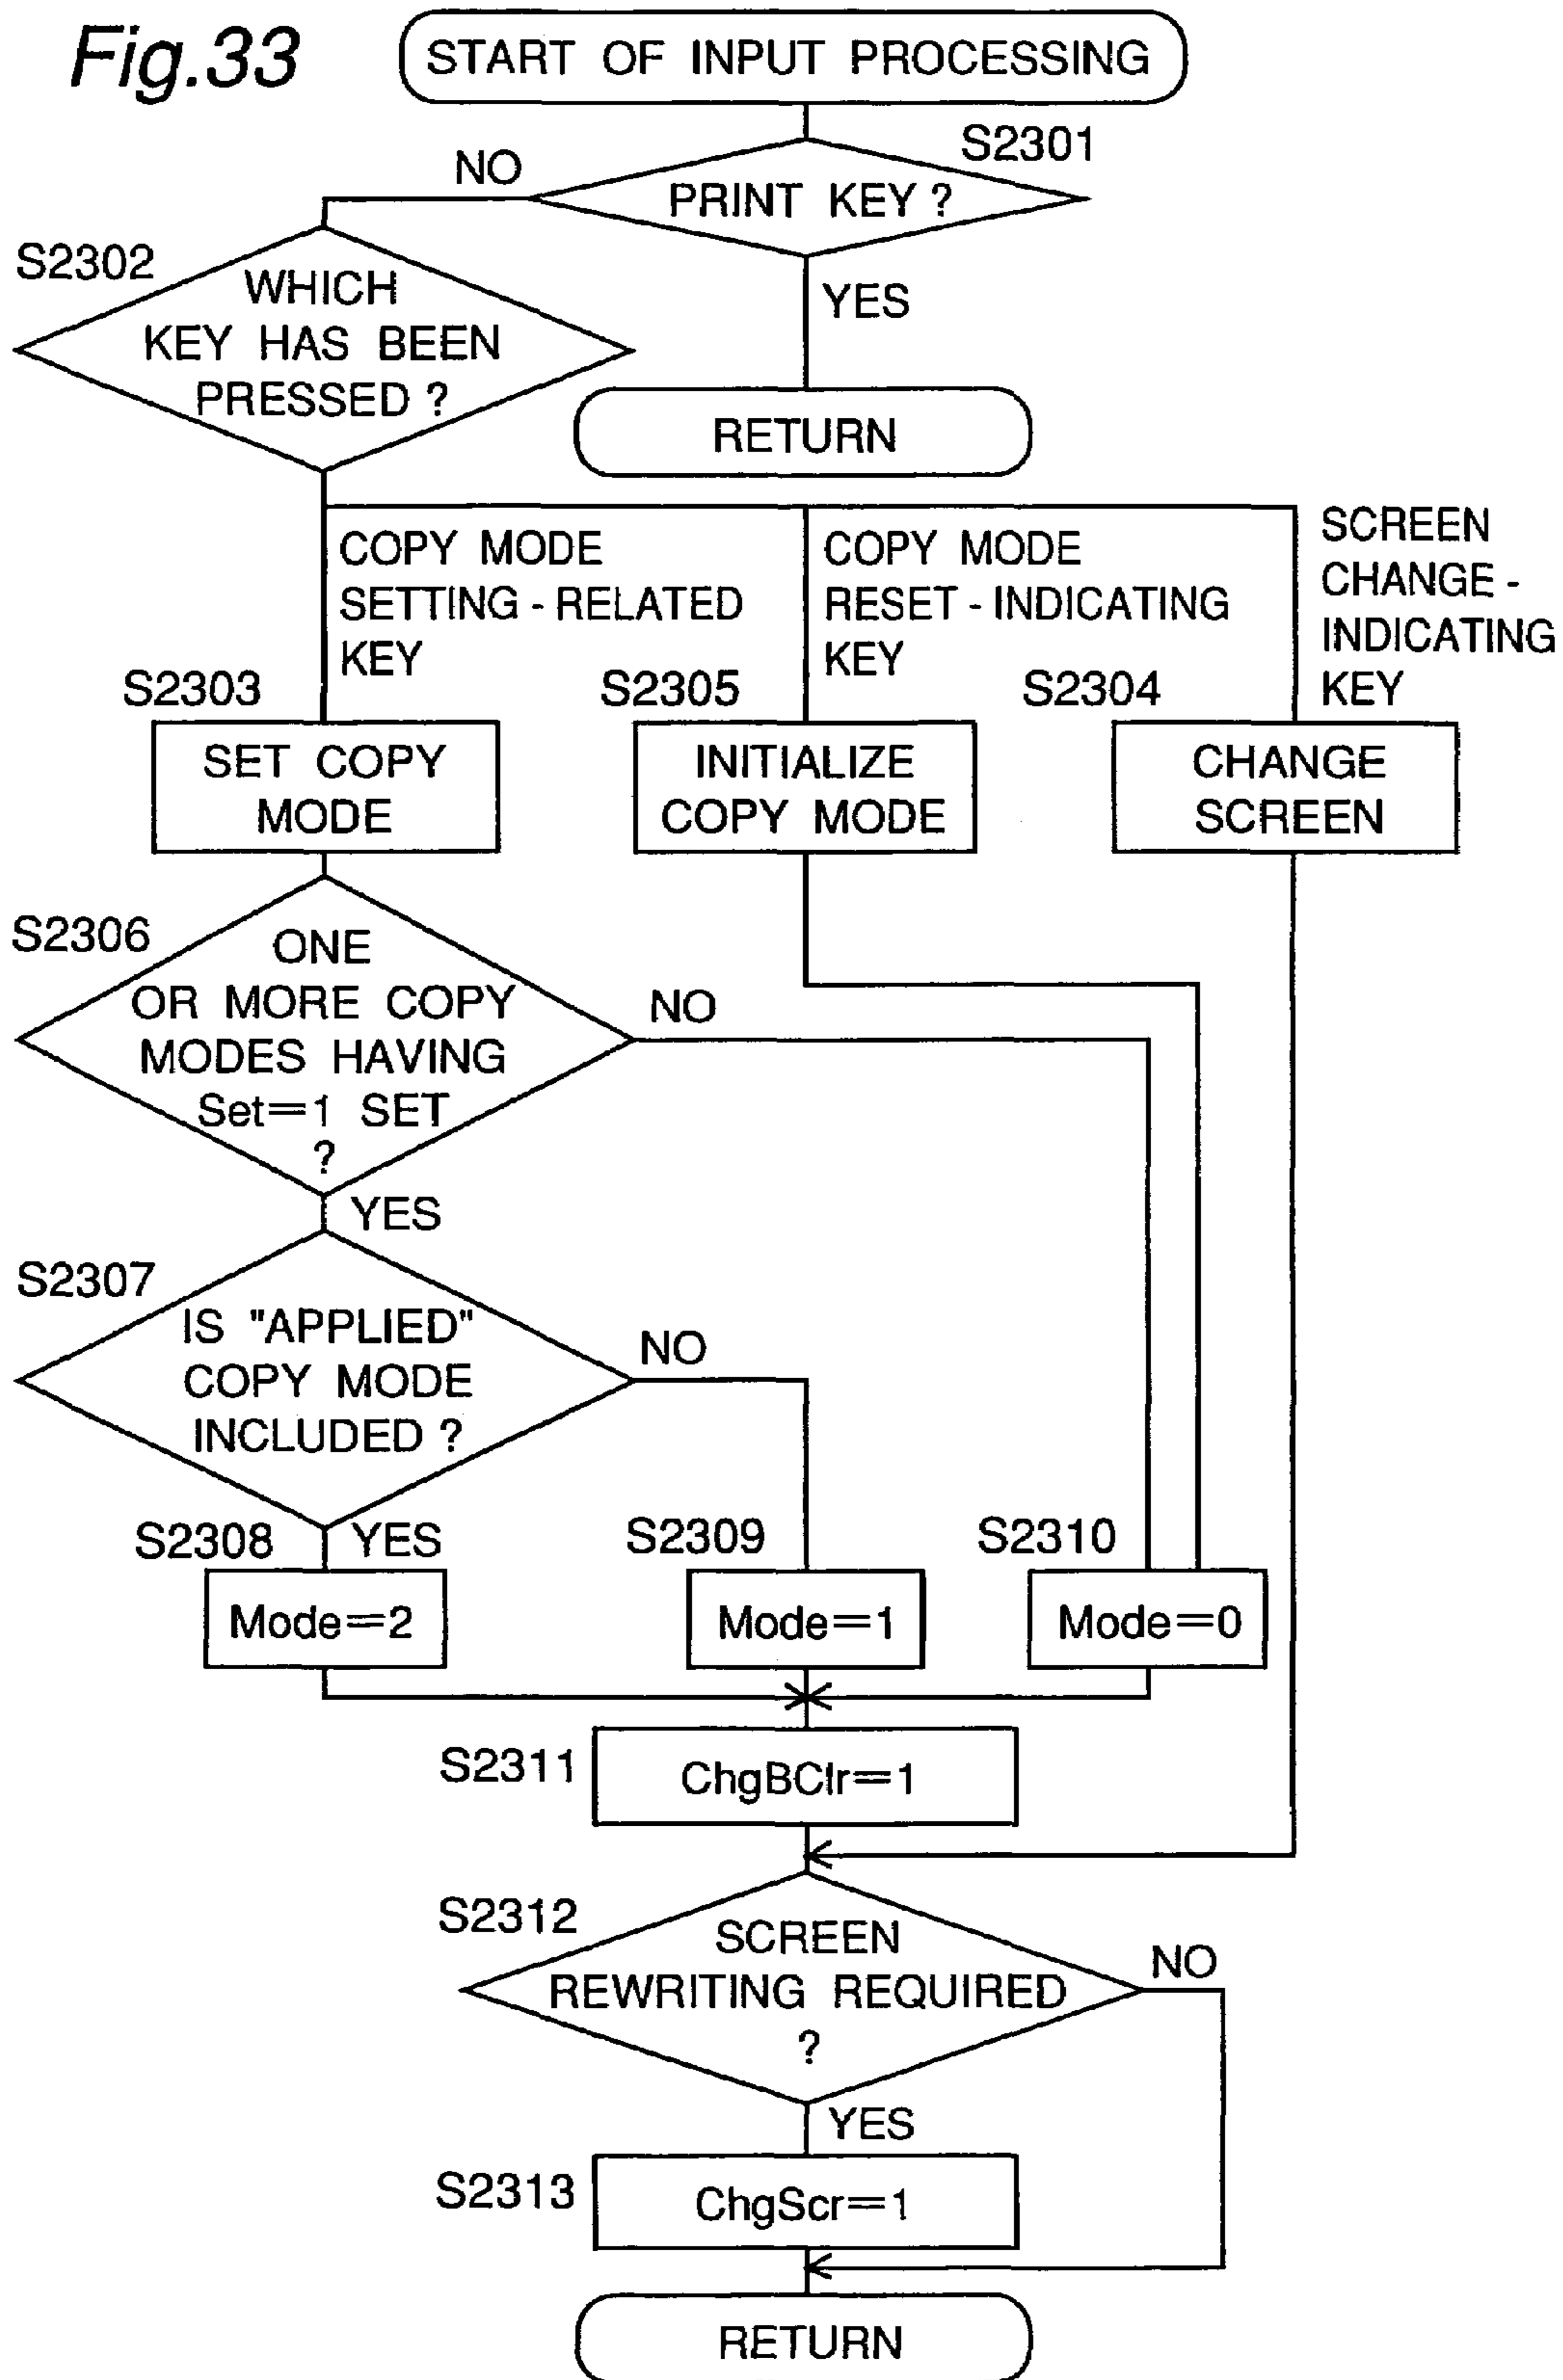 Fig.33
START OF INPUT PROCESSING
S2301
NO
PRINT KEY ?
S2302
WHICH
KEY HAS BEEN
PRESSED ?
YES
RETURN
COPY MODE
SETTING - RELATED
KEY
COPY MODE
RESET - INDICATING
KEY
SCREEN
CHANGE -
INDICATING
KEY
S2303
SET COPY
MODE
S2305
INITIALIZE
COPY MODE
S2304
CHANGE
SCREEN
S2306
ONE
OR MORE COPY
MODES HAVING
Set=1 SET
?
NO
YES
S2307
IS "APPLIED"
COPY MODE
INCLUDED ?
NO
YES
S2308
Mode=2
S2309
Mode=1
S2310
Mode=0
S2311
ChgBClr=1
S2312
SCREEN
REWRITING REQUIRED
?
NO
YES
S2313
ChgScr=1
RETURN